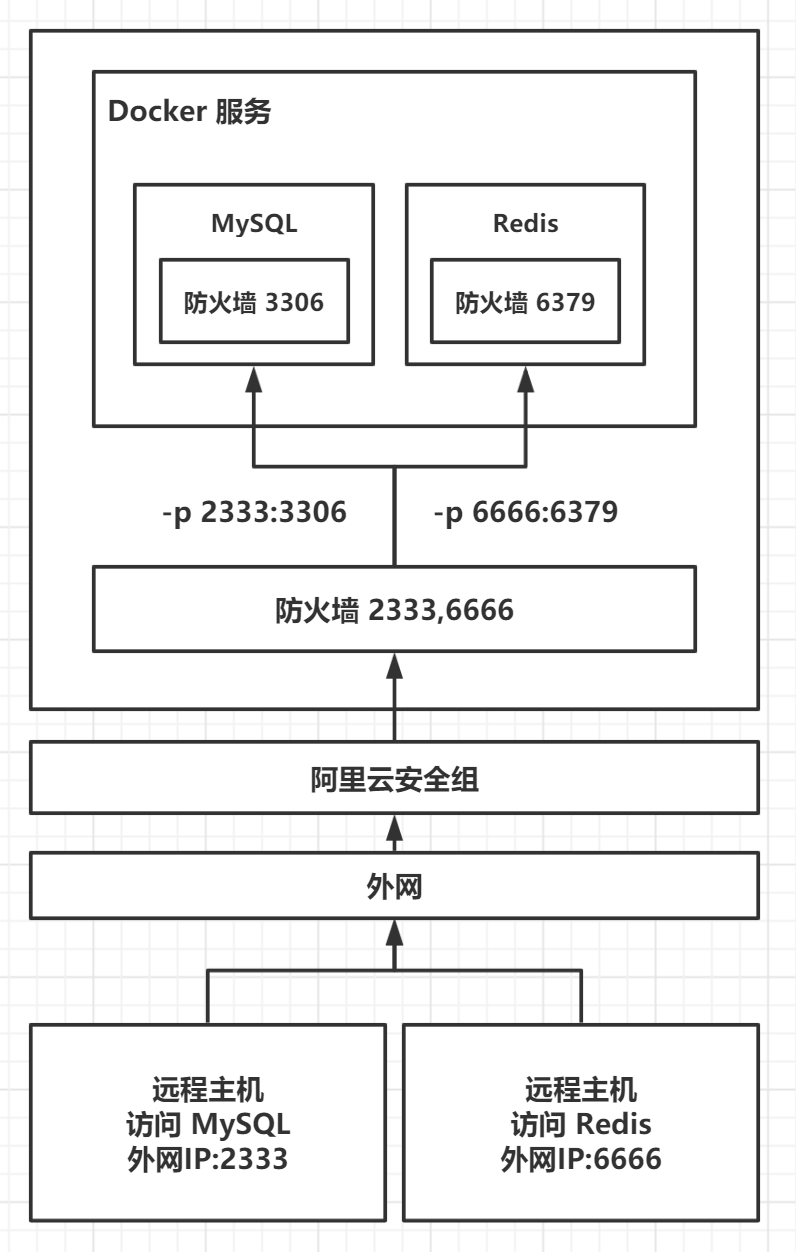 Docker 服务
MySQL
Redis
防火墙 3306
防火墙 6379
-p 2333:3306
-p 6666:6379
防火墙 2333,6666
阿里云安全组
外网
远程主机
访问 MySQL
外网IP:2333
远程主机
访问 Redis
外网IP:6666